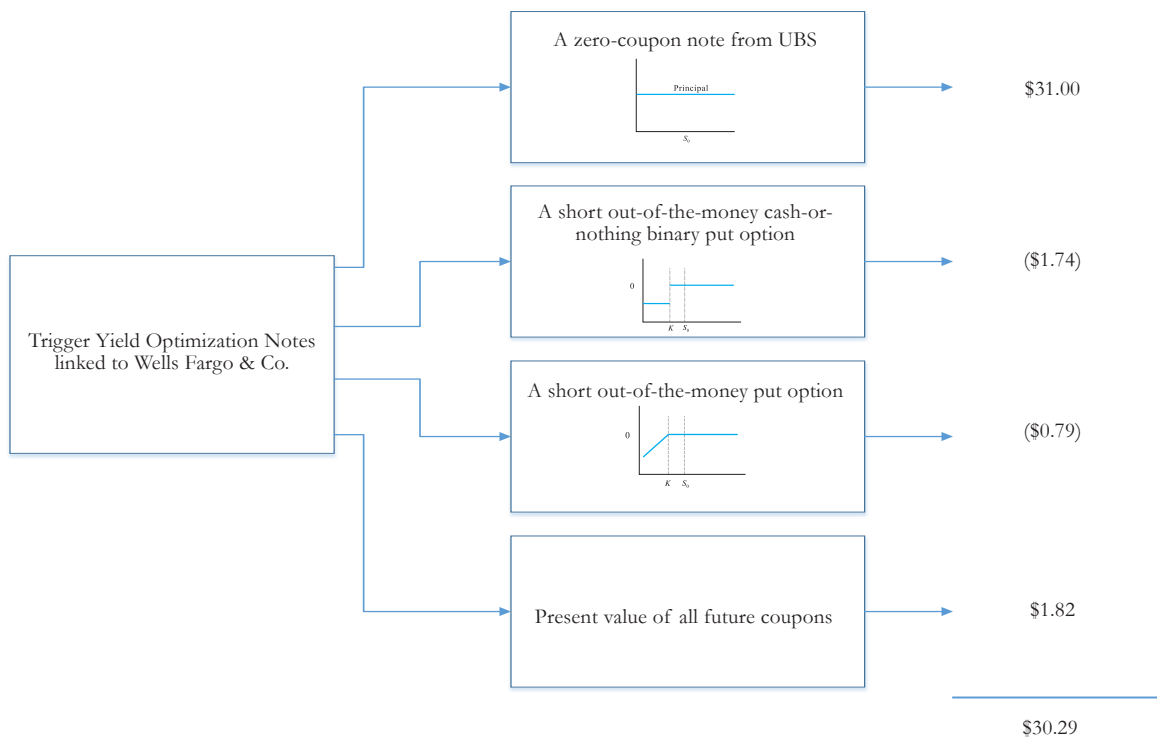 A zero-coupon note from UBS
Principal
S0
$31.00
A short out-of-the-money cash-or-
nothing binary put option
0
K S0
($1.74)
Trigger Yield Optimization Notes
linked to Wells Fargo & Co.
A short out-of-the-money put option
0
K S0
($0.79)
Present value of all future coupons
$1.82
$30.29